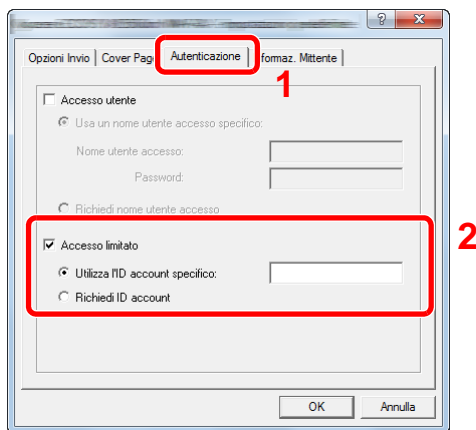 Opzioni Invio Cover Page Autenticazione formaz. Mittente
1
Accesso utente
Usa un nome utente accesso specifico:
Nome utente accesso:
Password:
Richiedi nome utente accesso
2
Accesso limitato
Utilizza l'ID account specifico:
Richiedi ID account
OK Annulla